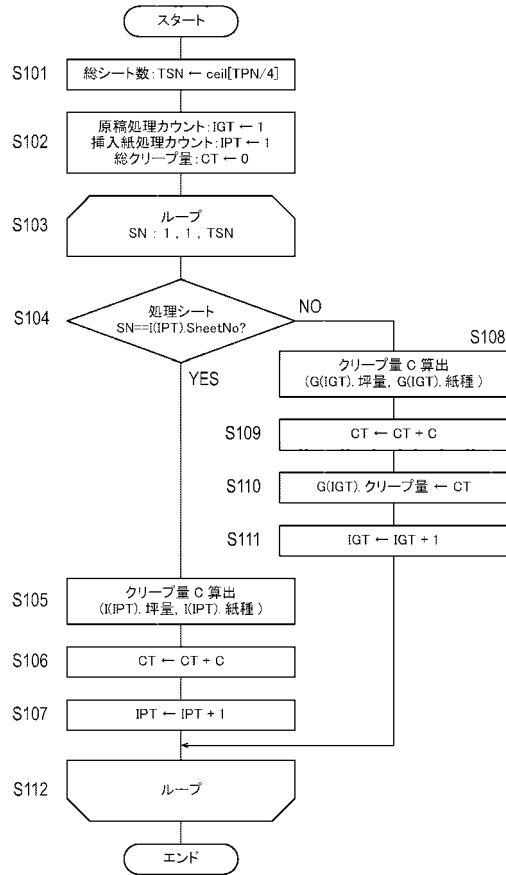 スタート
S101
総シート数：TSN ← ceil[TPN/4]
S102
原稿処理カウント：IGT ← 1
挿入紙処理カウント：IPT ← 1
総クリープ量：CT ← 0
S103
ループ
SN : 1 , 1 , TSN
S104
処理シート
SN==I(IPT).SheetNo?
NO
YES
S108
クリープ量 C 算出
(G(IGT). 坪量, G(IGT). 紙種 )
S109
CT ← CT + C
S110
G(IGT). クリープ量 ← CT
S111
IGT ← IGT + 1
S105
クリープ量 C 算出
(I(IPT). 坪量, I(IPT). 紙種 )
S106
CT ← CT + C
S107
IPT ← IPT + 1
S112
ループ
エンド